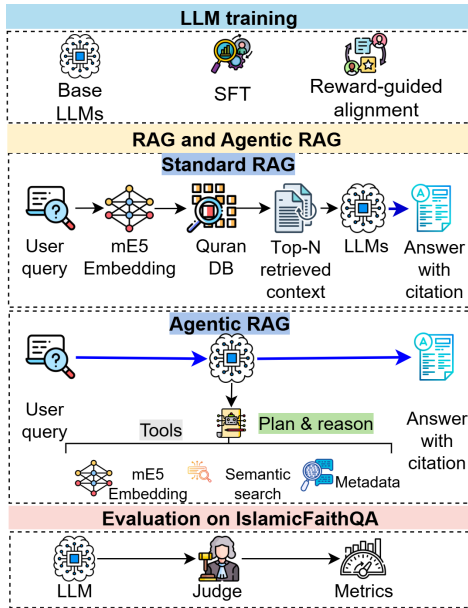 LLM training
Base
LLMs
SFT
Reward-guided
alignment
RAG and Agentic RAG
Standard RAG
User
query
mE5
Embedding
Quran
DB
Top-N
retrieved
context
LLMs
Answer
with
citation
Agentic RAG
User
query
Tools
Plan & reason
Answer
with
citation
mE5
Embedding
Semantic
search
Metadata
Evaluation on IslamicFaithQA
LLM
Judge
Metrics